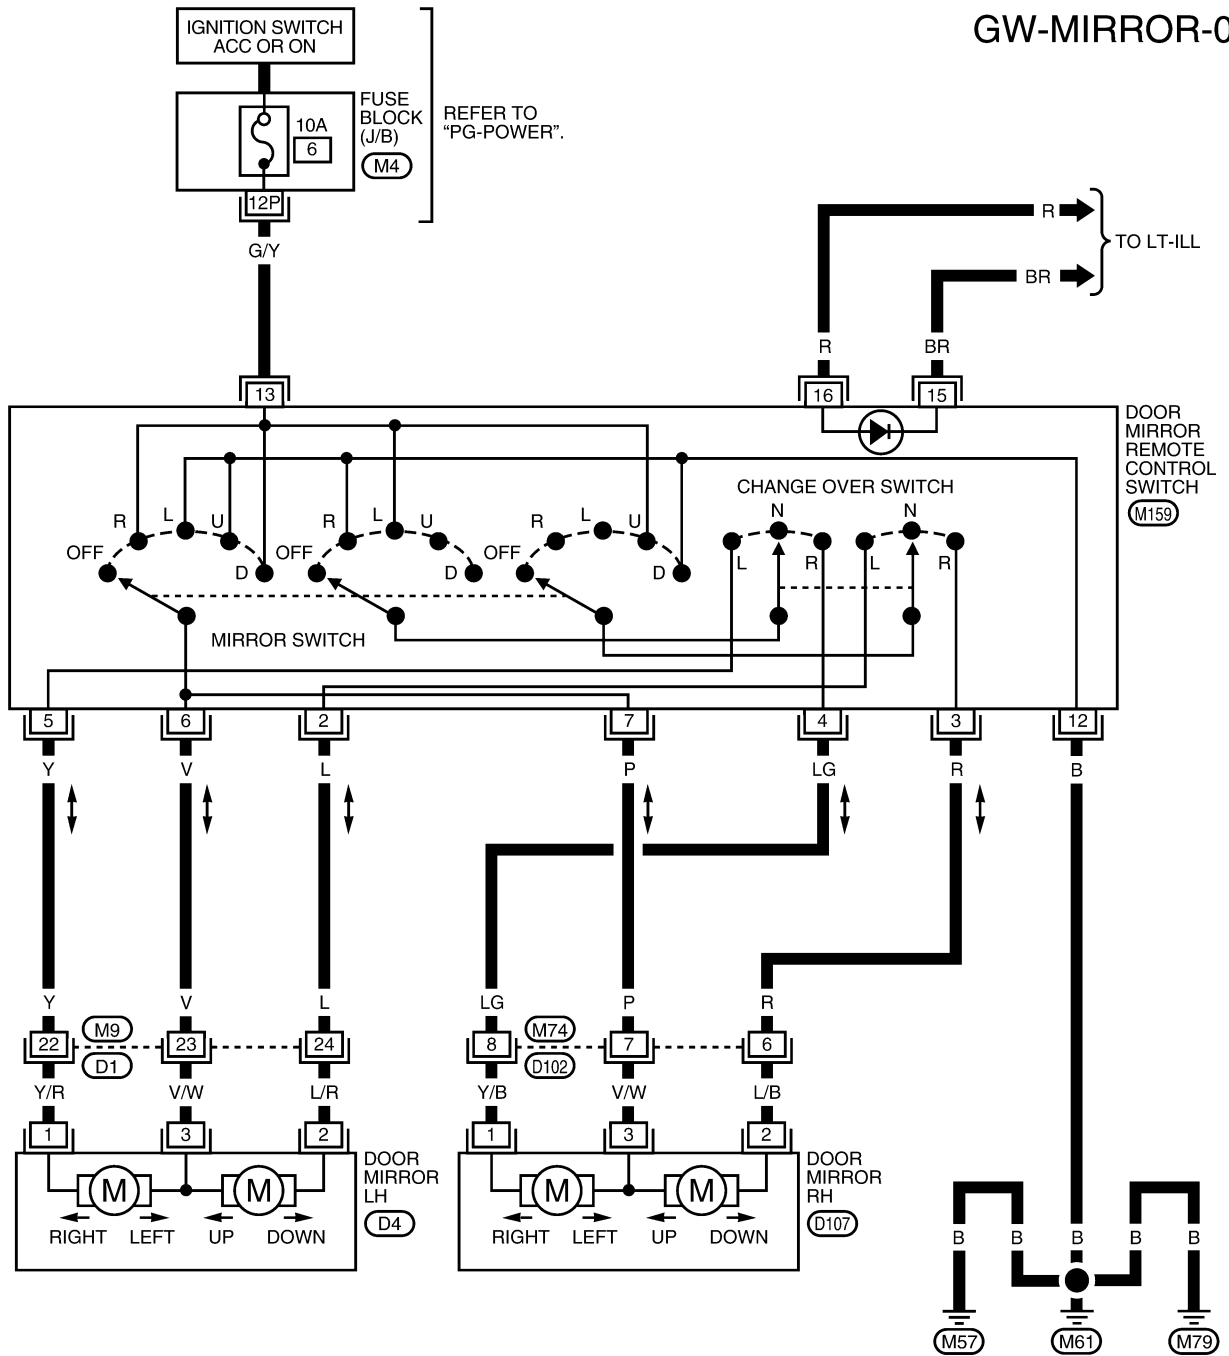 GW-MIRROR-0
IGNITION SWITCH
ACC OR ON
FUSE
BLOCK
(J/B)
M4
10A
6
REFER TO
“PG-POWER”.
12P
G/Y
R
BR
TO LT-ILL
R
BR
13
16
15
DOOR
MIRROR
REMOTE
CONTROL
SWITCH
M159
CHANGE OVER SWITCH
OFF
R
L
U
D
OFF
R
L
U
D
OFF
R
L
U
D
L
N
R
L
N
R
MIRROR SWITCH
5
6
2
7
4
3
12
Y
V
L
P
LG
R
B
Y
V
L
LG
P
R
22
M9
D1
23
24
8
M74
D102
7
6
Y/R
V/W
L/R
Y/B
V/W
L/B
1
3
2
1
3
2
DOOR
MIRROR
LH
D4
M
M
RIGHT
LEFT
UP
DOWN
DOOR
MIRROR
RH
D107
M
M
RIGHT
LEFT
UP
DOWN
B
B
B
B
B
M57
M61
M79